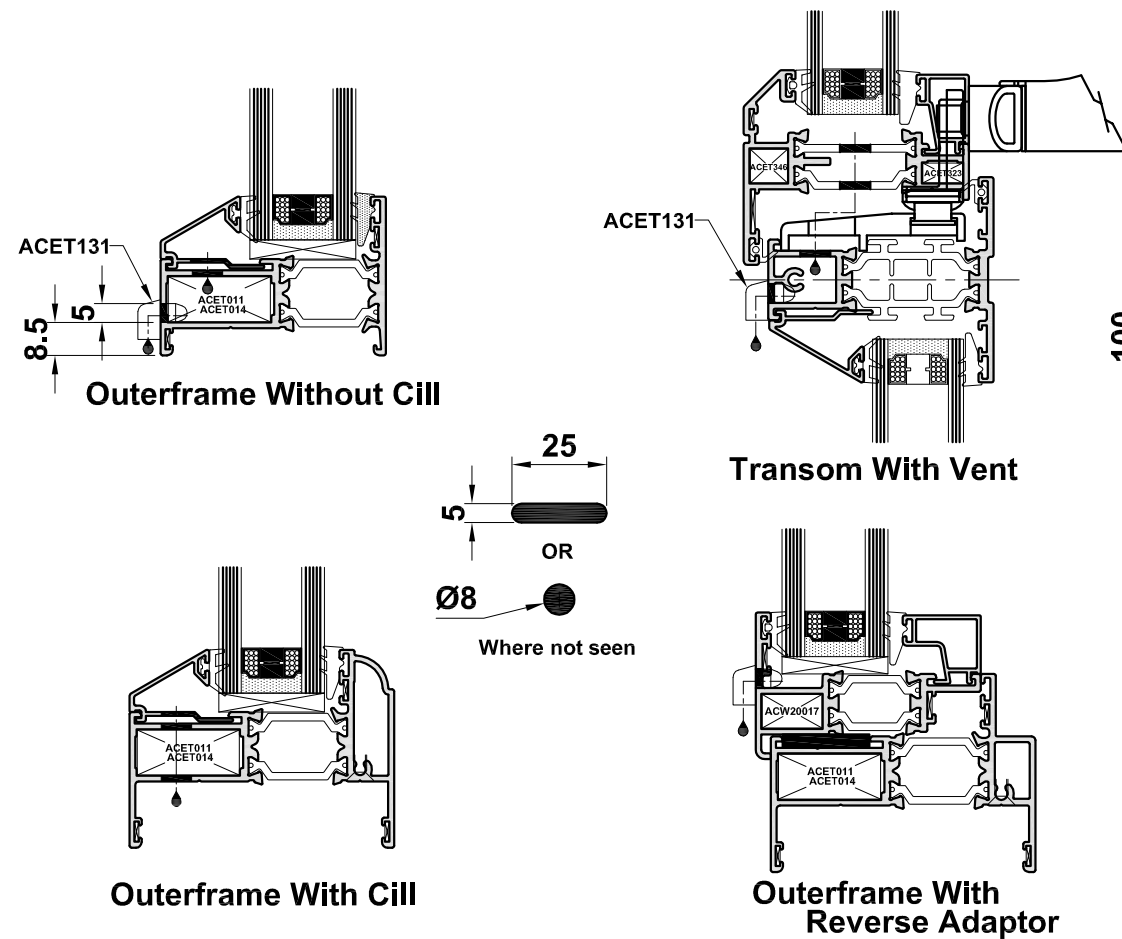 ACET346
ACET323
ACET131
ACET131
ACET011
ACET014
5
8.5
100
Outerframe Without Cill
Transom With Vent
25
5
OR
Ø8
Where not seen
ACET011
ACET014
ACW20017
ACET011
ACET014
Outerframe With Cill
Outerframe With
Reverse Adaptor